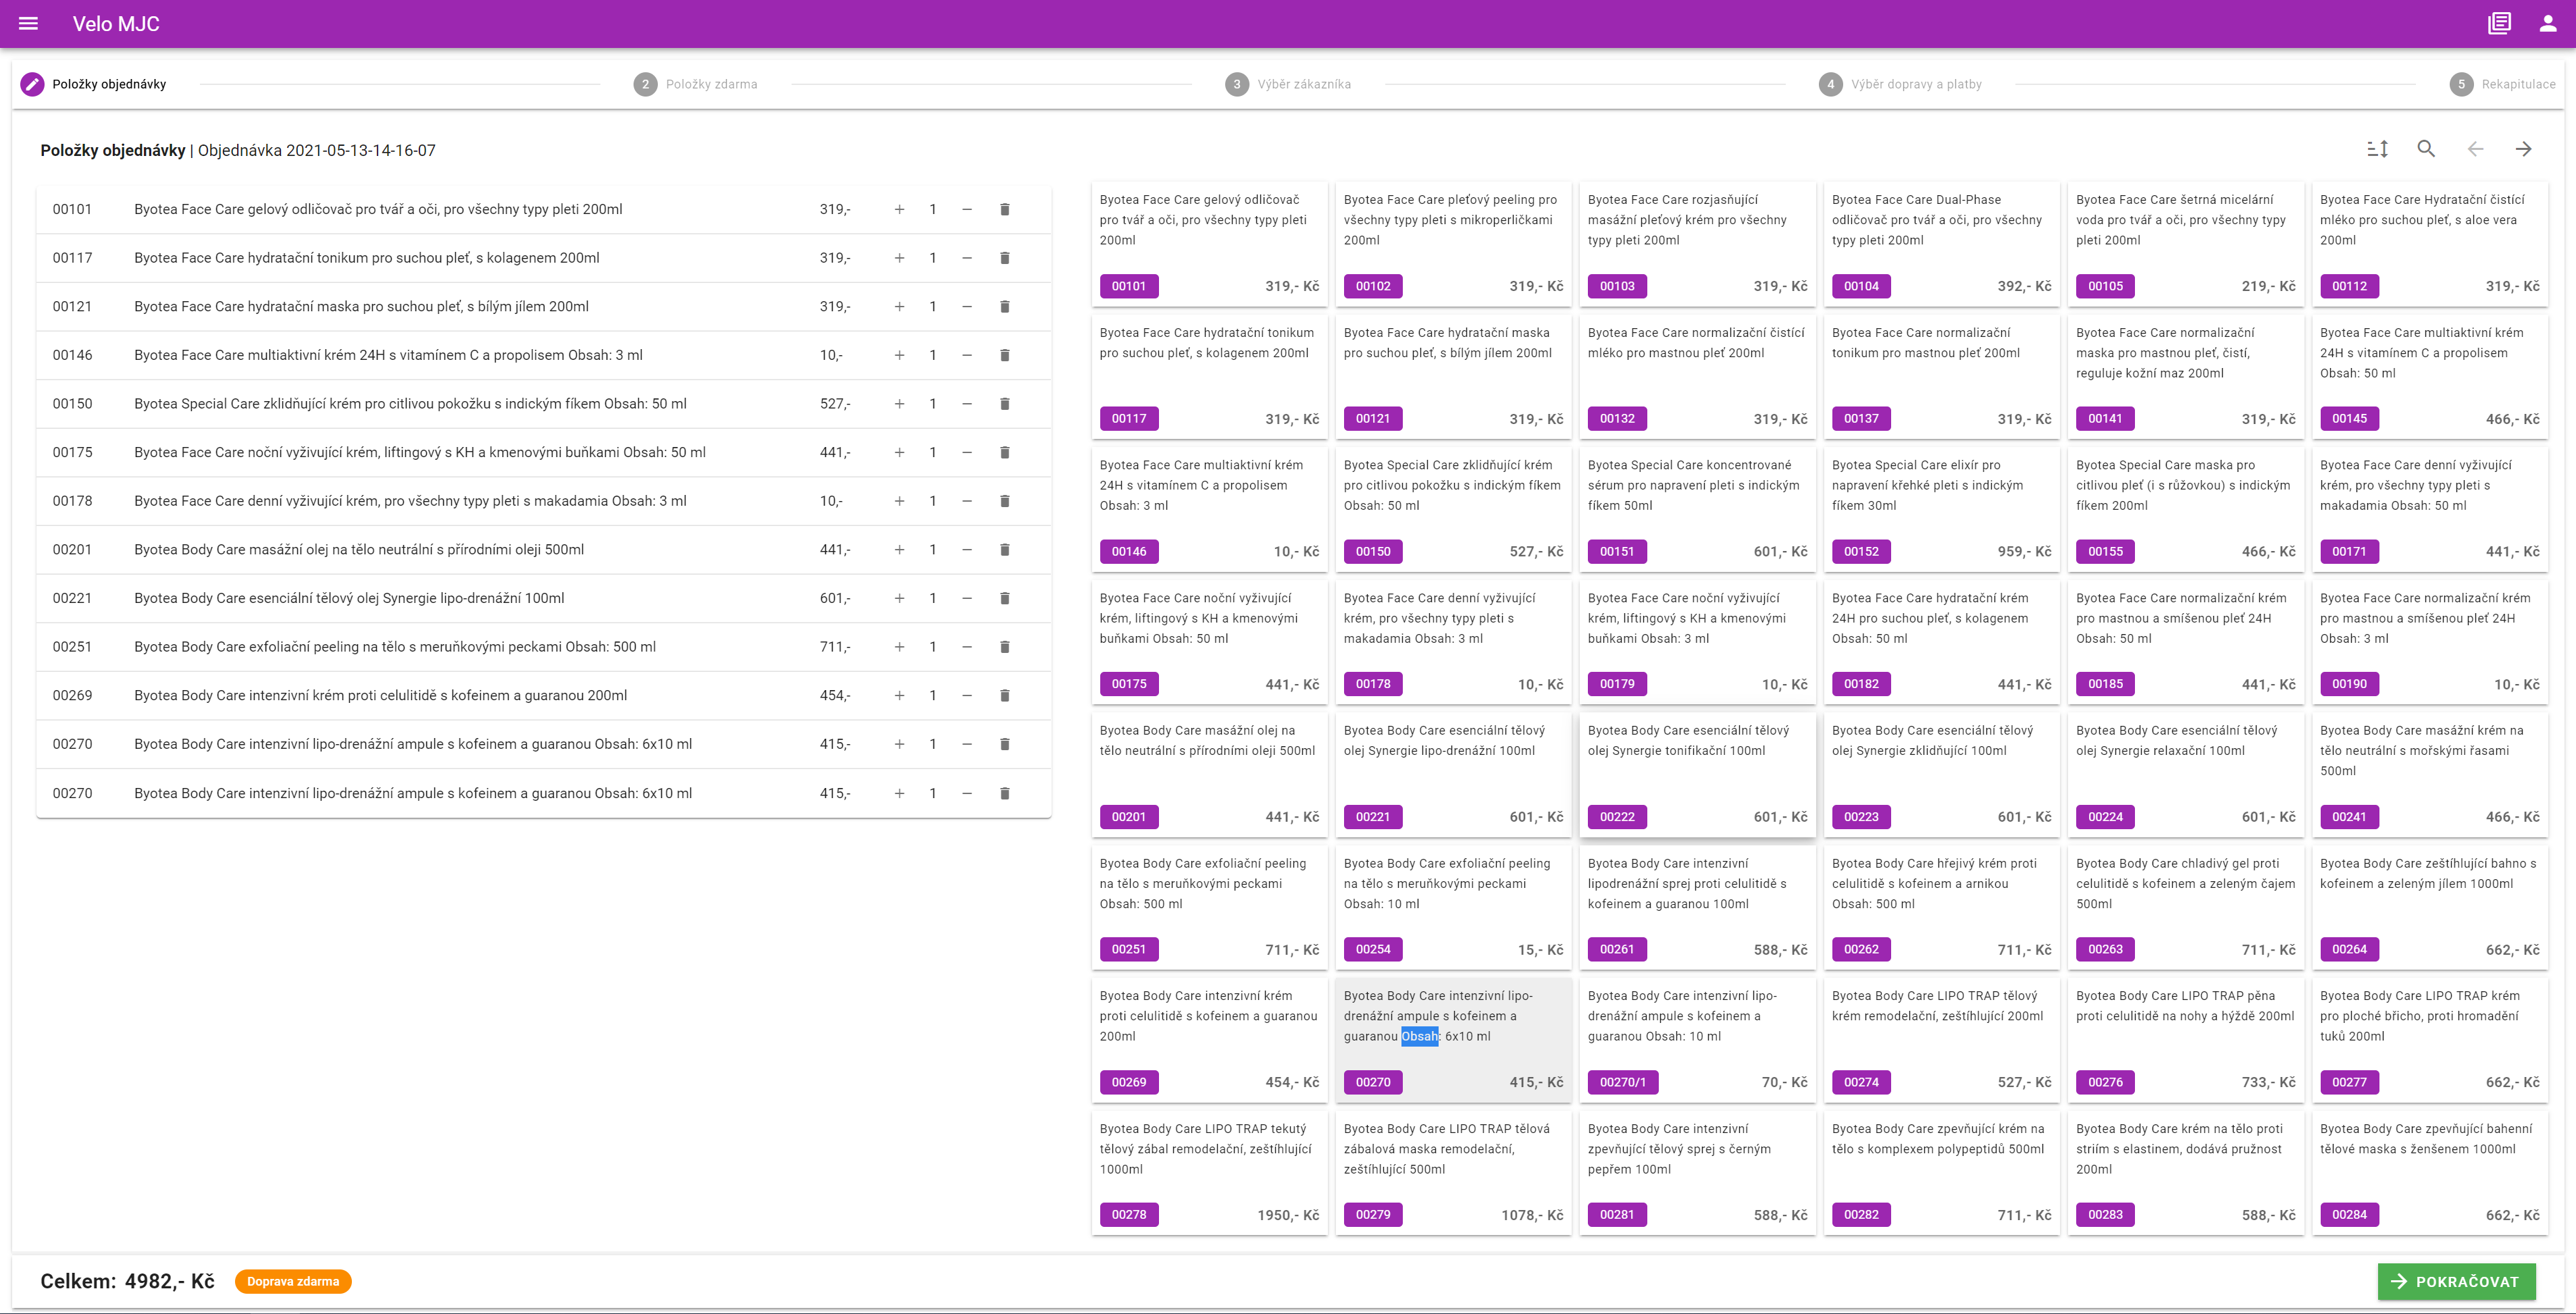 Velo MJC
Položky objednávky
2 Položky zdarma
3 Výběr zákazníka
4 Výběr dopravy a platby
5 Rekapitulace
Položky objednávky | Objednávka 2021-05-13-14-16-07
00101 Byotea Face Care gelový odličovač pro tvář a oči, pro všechny typy pleti 200ml 319,- + 1 −
00117 Byotea Face Care hydratační tonikum pro suchou pleť, s kolagenem 200ml 319,- + 1 −
00121 Byotea Face Care hydratační maska pro suchou pleť, s bílým jílem 200ml 319,- + 1 −
00146 Byotea Face Care multiaktivní krém 24H s vitamínem C a propolisem Obsah: 3 ml 10,- + 1 −
00150 Byotea Special Care zklidňující krém pro citlivou pokožku s indickým fíkem Obsah: 50 ml 527,- + 1 −
00175 Byotea Face Care noční vyživující krém, liftingový s KH a kmenovými buňkami Obsah: 50 ml 441,- + 1 −
00178 Byotea Face Care denní vyživující krém, pro všechny typy pleti s makadamia Obsah: 3 ml 10,- + 1 −
00201 Byotea Body Care masážní olej na tělo neutrální s přírodními oleji 500ml 441,- + 1 −
00221 Byotea Body Care esenciální tělový olej Synergie lipo-drenážní 100ml 601,- + 1 −
00251 Byotea Body Care exfoliační peeling na tělo s meruňkovými peckami Obsah: 500 ml 711,- + 1 −
00269 Byotea Body Care intenzivní krém proti celulitidě s kofeinem a guaranou 200ml 454,- + 1 −
00270 Byotea Body Care intenzivní lipo-drenážní ampule s kofeinem a guaranou Obsah: 6x10 ml 415,- + 1 −
00270 Byotea Body Care intenzivní lipo-drenážní ampule s kofeinem a guaranou Obsah: 6x10 ml 415,- + 1 −
Byotea Face Care gelový odličovač
pro tvář a oči, pro všechny typy pleti
200ml
00101 319,- Kč
Byotea Face Care pleťový peeling pro
všechny typy pleti s mikroperličkami
200ml
00102 319,- Kč
Byotea Face Care rozjasňující
masážní pleťový krém pro všechny
typy pleti 200ml
00103 319,- Kč
Byotea Face Care Dual-Phase
odličovač pro tvář a oči, pro všechny
typy pleti 200ml
00104 392,- Kč
Byotea Face Care šetrná micelární
voda pro tvář a oči, pro všechny typy
pleti 200ml
00105 219,- Kč
Byotea Face Care Hydratační čistící
mléko pro suchou pleť, s aloe vera
200ml
00112 319,- Kč
Byotea Face Care hydratační tonikum
pro suchou pleť, s kolagenem 200ml
00117 319,- Kč
Byotea Face Care hydratační maska
pro suchou pleť, s bílým jílem 200ml
00121 319,- Kč
Byotea Face Care normalizační čistící
mléko pro mastnou pleť 200ml
00132 319,- Kč
Byotea Face Care normalizační
tonikum pro mastnou pleť 200ml
00137 319,- Kč
Byotea Face Care normalizační
maska pro mastnou pleť, čistí,
reguluje kožní maz 200ml
00141 319,- Kč
Byotea Face Care multiaktivní krém
24H s vitamínem C a propolisem
Obsah: 50 ml
00145 466,- Kč
Byotea Face Care multiaktivní krém
24H s vitamínem C a propolisem
Obsah: 3 ml
00146 10,- Kč
Byotea Special Care zklidňující krém
pro citlivou pokožku s indickým fíkem
Obsah: 50 ml
00150 527,- Kč
Byotea Special Care koncentrované
sérum pro napravení pleti s indickým
fíkem 50ml
00151 601,- Kč
Byotea Special Care elixír pro
napravení křehké pleti s indickým
fíkem 30ml
00152 959,- Kč
Byotea Special Care maska pro
citlivou pleť (i s růžovkou) s indickým
fíkem 200ml
00155 466,- Kč
Byotea Face Care denní vyživující
krém, pro všechny typy pleti s
makadamia Obsah: 50 ml
00171 441,- Kč
Byotea Face Care noční vyživující
krém, liftingový s KH a kmenovými
buňkami Obsah: 50 ml
00175 441,- Kč
Byotea Face Care denní vyživující
krém, pro všechny typy pleti s
makadamia Obsah: 3 ml
00178 10,- Kč
Byotea Face Care noční vyživující
krém, liftingový s KH a kmenovými
buňkami Obsah: 3 ml
00179 10,- Kč
Byotea Face Care hydratační krém
24H pro suchou pleť, s kolagenem
Obsah: 50 ml
00182 441,- Kč
Byotea Face Care normalizační krém
pro mastnou a smíšenou pleť 24H
Obsah: 50 ml
00185 441,- Kč
Byotea Face Care normalizační krém
pro mastnou a smíšenou pleť 24H
Obsah: 3 ml
00190 10,- Kč
Byotea Body Care masážní olej na
tělo neutrální s přírodními oleji 500ml
00201 441,- Kč
Byotea Body Care esenciální tělový
olej Synergie lipo-drenážní 100ml
00221 601,- Kč
Byotea Body Care esenciální tělový
olej Synergie tonifikační 100ml
00222 601,- Kč
Byotea Body Care esenciální tělový
olej Synergie zklidňující 100ml
00223 601,- Kč
Byotea Body Care esenciální tělový
olej Synergie relaxační 100ml
00224 601,- Kč
Byotea Body Care masážní krém na
tělo neutrální s mořskými řasami
500ml
00241 466,- Kč
Byotea Body Care exfoliační peeling
na tělo s meruňkovými peckami
Obsah: 500 ml
00251 711,- Kč
Byotea Body Care exfoliační peeling
na tělo s meruňkovými peckami
Obsah: 10 ml
00254 15,- Kč
Byotea Body Care intenzivní
lipodrenážní sprej proti celulitidě s
kofeinem a guaranou 100ml
00261 588,- Kč
Byotea Body Care hřejivý krém proti
celulitidě s kofeinem a arnikou
Obsah: 500 ml
00262 711,- Kč
Byotea Body Care chladivý gel proti
celulitidě s kofeinem a zeleným čajem
500ml
00263 711,- Kč
Byotea Body Care zeštíhlující bahno s
kofeinem a zeleným jílem 1000ml
00264 662,- Kč
Byotea Body Care intenzivní krém
proti celulitidě s kofeinem a guaranou
200ml
00269 454,- Kč
Byotea Body Care intenzivní lipo-
drenážní ampule s kofeinem a
guaranou Obsah: 6x10 ml
00270 415,- Kč
Byotea Body Care intenzivní lipo-
drenážní ampule s kofeinem a
guaranou Obsah: 10 ml
00270/1 70,- Kč
Byotea Body Care LIPO TRAP tělový
krém remodelační, zeštíhlující 200ml
00274 527,- Kč
Byotea Body Care LIPO TRAP pěna
proti celulitidě na nohy a hýždě 200ml
00276 733,- Kč
Byotea Body Care LIPO TRAP krém
pro ploché břicho, proti hromadění
tuků 200ml
00277 662,- Kč
Byotea Body Care LIPO TRAP tekutý
tělový zábal remodelační, zeštíhlující
1000ml
00278 1950,- Kč
Byotea Body Care LIPO TRAP tělová
zábalová maska remodelační,
zeštíhlující 500ml
00279 1078,- Kč
Byotea Body Care intenzivní
zpevňující tělový sprej s černým
pepřem 100ml
00281 588,- Kč
Byotea Body Care zpevňující krém na
tělo s komplexem polypeptidů 500ml
00282 711,- Kč
Byotea Body Care krém na tělo proti
striím s elastinem, dodává pružnost
200ml
00283 588,- Kč
Byotea Body Care zpevňující bahenní
tělové maska s ženšenem 1000ml
00284 662,- Kč
Celkem: 4982,- Kč Doprava zdarma
POKRAČOVAT